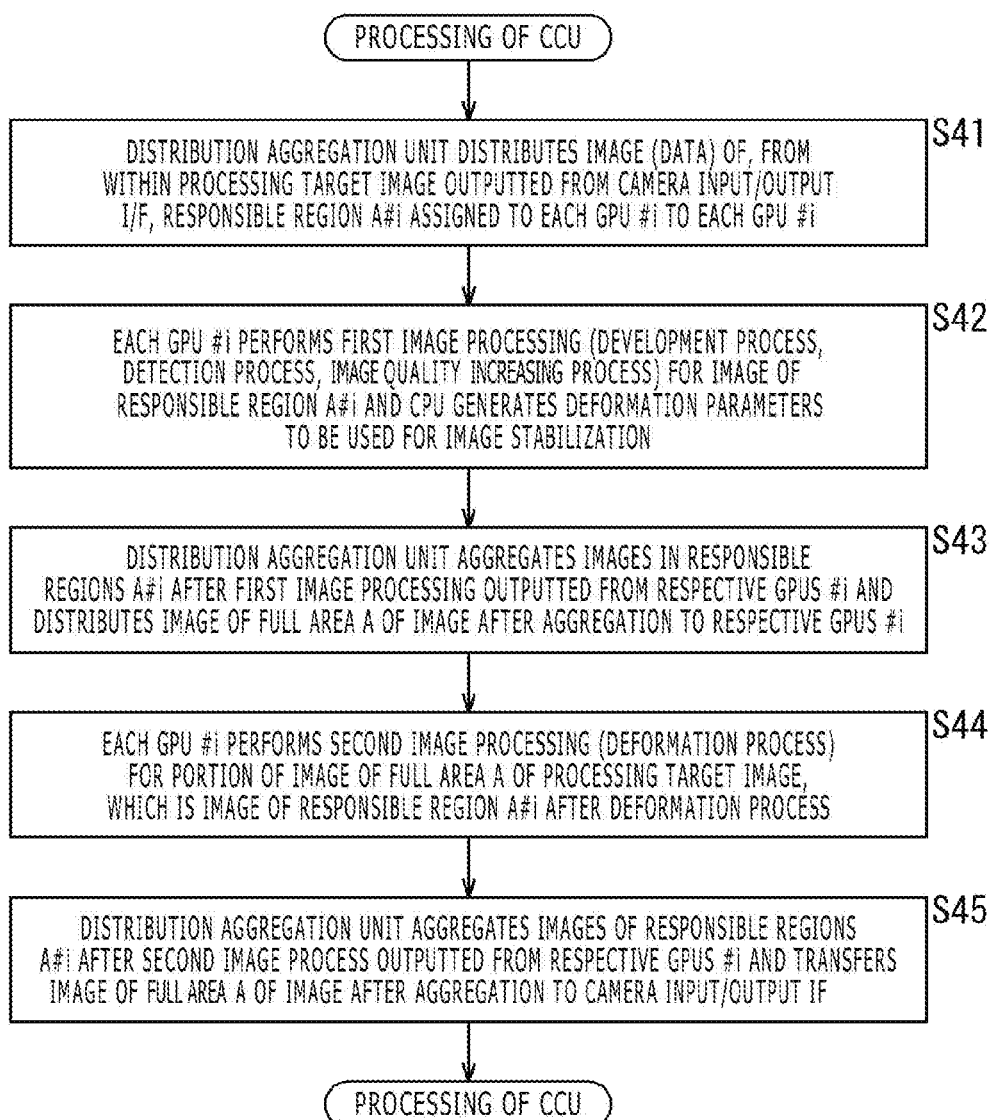 PROCESSING OF CCU
S41
DISTRIBUTION AGGREGATION UNIT DISTRIBUTES IMAGE (DATA) OF, FROM
WITHIN PROCESSING TARGET IMAGE OUTPUTTED FROM CAMERA INPUT/OUTPUT
I/F, RESPONSIBLE REGION A#i ASSIGNED TO EACH GPU #i TO EACH GPU #i
S42
EACH GPU #i PERFORMS FIRST IMAGE PROCESSING (DEVELOPMENT PROCESS,
DETECTION PROCESS, IMAGE QUALITY INCREASING PROCESS) FOR IMAGE OF
RESPONSIBLE REGION A#i AND CPU GENERATES DEFORMATION PARAMETERS
TO BE USED FOR IMAGE STABILIZATION
S43
DISTRIBUTION AGGREGATION UNIT AGGREGATES IMAGES IN RESPONSIBLE
REGIONS A#i AFTER FIRST IMAGE PROCESSING OUTPUTTED FROM RESPECTIVE GPUS #i AND
DISTRIBUTES IMAGE OF FULL AREA A OF IMAGE AFTER AGGREGATION TO RESPECTIVE GPUS #i
S44
EACH GPU #i PERFORMS SECOND IMAGE PROCESSING (DEFORMATION PROCESS)
FOR PORTION OF IMAGE OF FULL AREA A OF PROCESSING TARGET IMAGE,
WHICH IS IMAGE OF RESPONSIBLE REGION A#i AFTER DEFORMATION PROCESS
S45
DISTRIBUTION AGGREGATION UNIT AGGREGATES IMAGES OF RESPONSIBLE REGIONS
A#i AFTER SECOND IMAGE PROCESS OUTPUTTED FROM RESPECTIVE GPUS #i AND TRANSFERS
IMAGE OF FULL AREA A OF IMAGE AFTER AGGREGATION TO CAMERA INPUT/OUTPUT IF
PROCESSING OF CCU